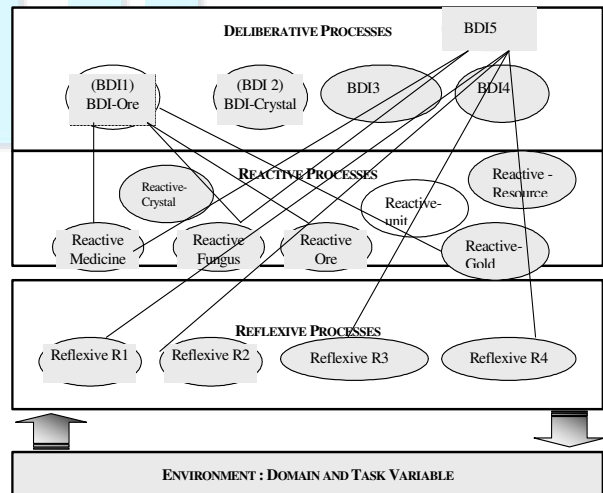 DELIBERATIVE PROCESSES
BDI5
(BDI1)
BDI-Ore
(BDI 2)
BDI-Crystal
BDI3
BDI4
REACTIVE PROCESSES
Reactive-
Crystal
Reactive-
unit
Reactive -
Resource
Reactive
Medicine
Reactive
Fungus
Reactive
Ore
Reactive-
Gold
REFLEXIVE PROCESSES
Reflexive R1
Reflexive R2
Reflexive R3
Reflexive R4
ENVIRONMENT : DOMAIN AND TASK VARIABLE